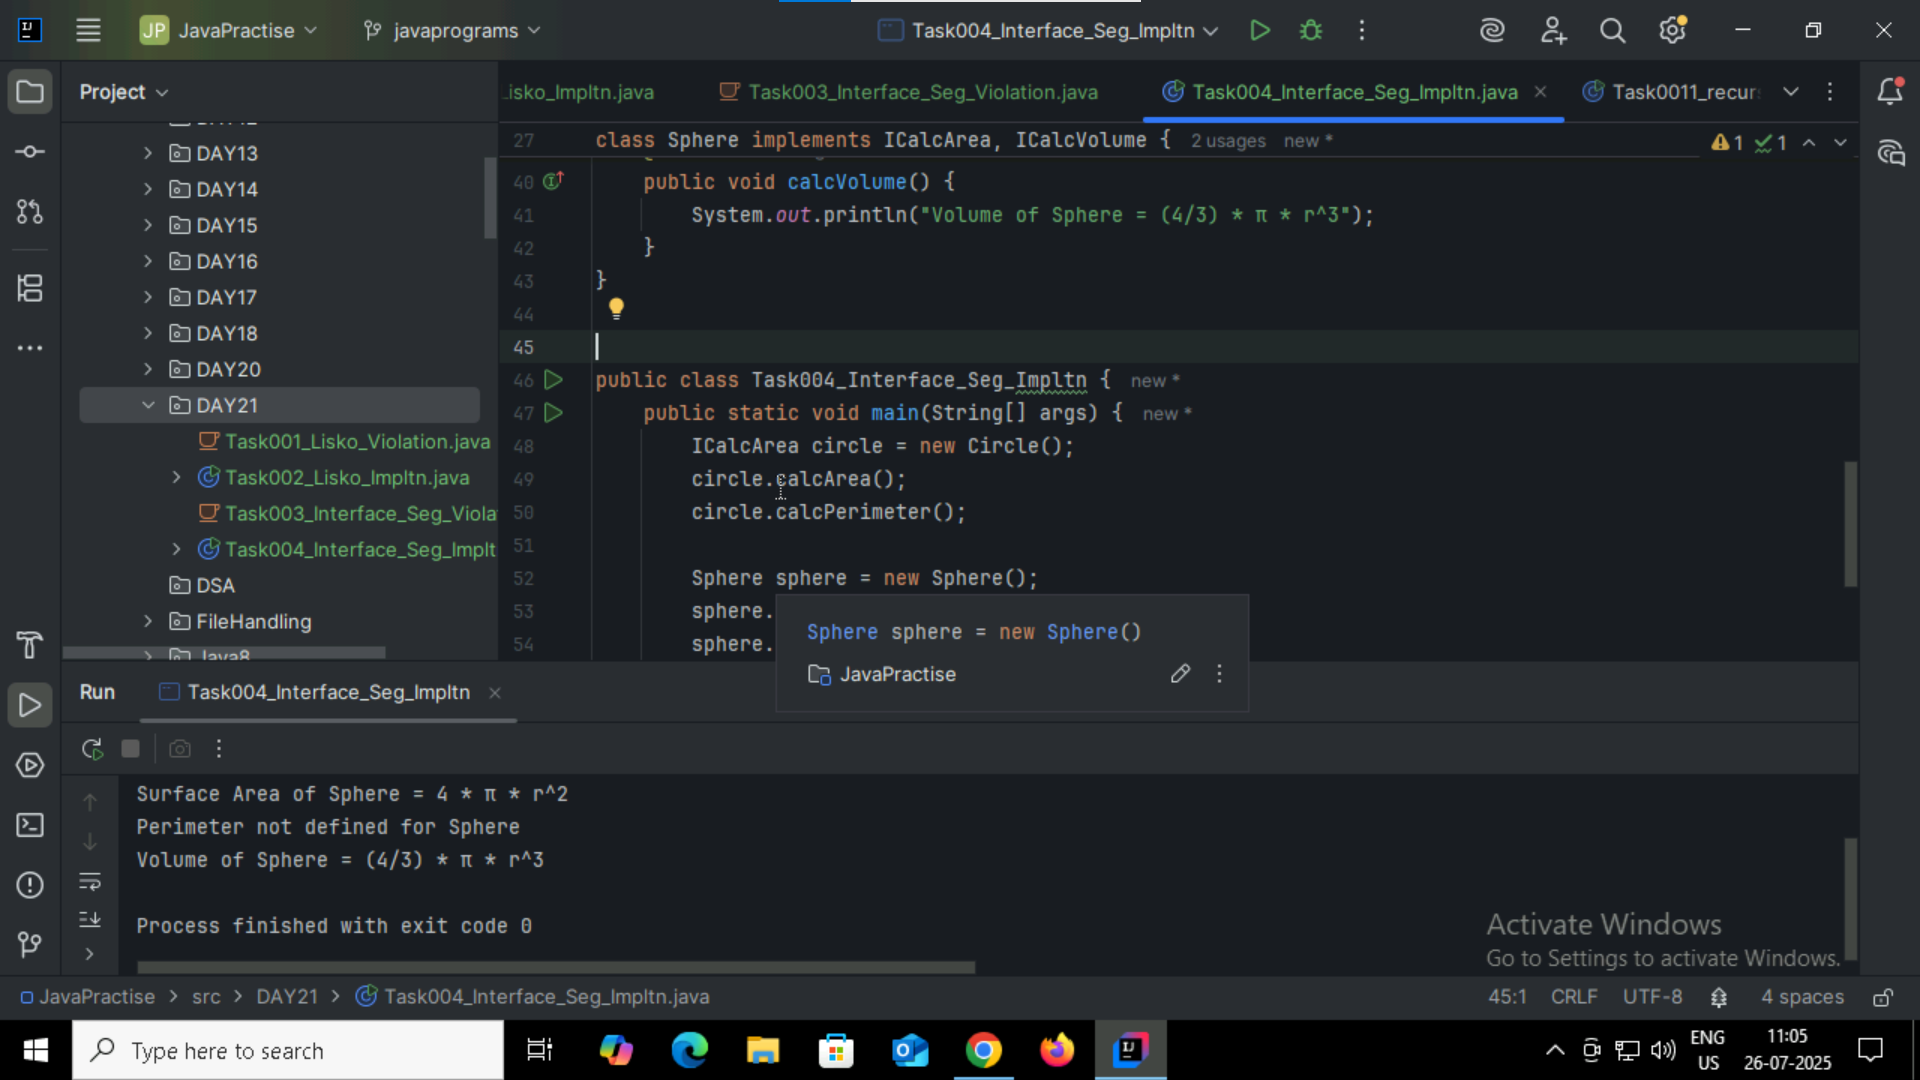 JP JavaPractise
javaprograms
Task004_Interface_Seg_Impltn
Project
DAY13
DAY14
DAY15
DAY16
DAY17
DAY18
DAY20
DAY21
Task001_Lisko_Violation.java
Task002_Lisko_Impltn.java
Task003_Interface_Seg_Viola
Task004_Interface_Seg_Implt
DSA
FileHandling
Java8
.isko_Impltn.java
Task003_Interface_Seg_Violation.java
Task004_Interface_Seg_Impltn.java
Task0011_recur
27 class Sphere implements ICalcArea, ICalcVolume { 2 usages new *
1 1
40 public void calcVolume() {
41 System.out.println("Volume of Sphere = (4/3) * π * r^3");
42 }
43 }
44
45
46 public class Task004_Interface_Seg_Impltn { new *
47 public static void main(String[] args) { new *
48 ICalcArea circle = new Circle();
49 circle.calcArea();
50 circle.calcPerimeter();
51
52 Sphere sphere = new Sphere();
53 sphere.
54 sphere.
Sphere sphere = new Sphere()
JavaPractise
Run
Task004_Interface_Seg_Impltn
Surface Area of Sphere = 4 * π * r^2
Perimeter not defined for Sphere
Volume of Sphere = (4/3) * π * r^3
Process finished with exit code 0
Activate Windows
Go to Settings to activate Windows.
JavaPractise > src > DAY21 > Task004_Interface_Seg_Impltn.java
45:1 CRLF UTF-8 4 spaces
Type here to search
ENG
US
11:05
26-07-2025